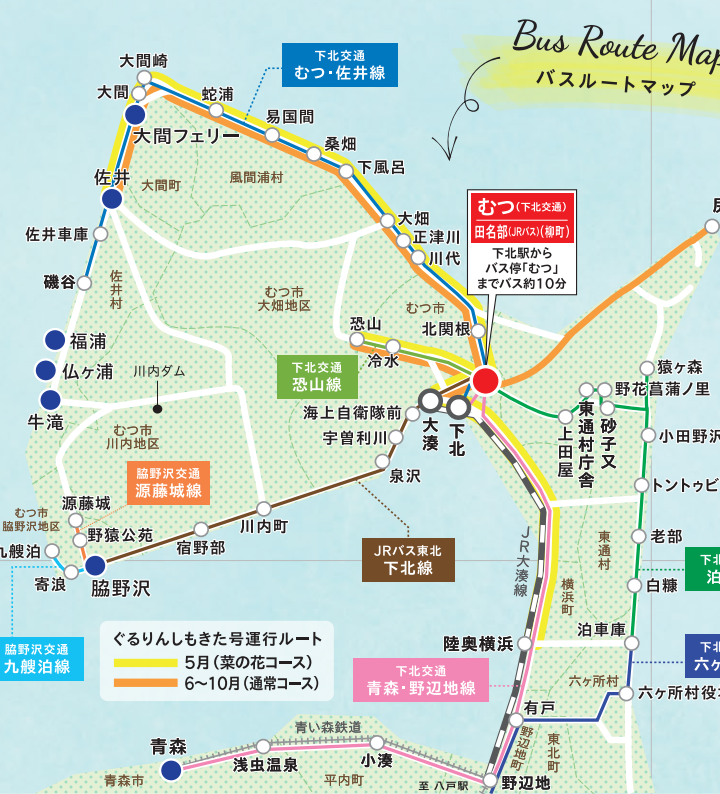 Bus Route Map
バスルートマップ
下北交通
むつ・佐井線
大間崎
大間
蛇浦
易国間
大間フェリー
桑畑
下風呂
佐井
大間町
風間浦村
むつ(下北交通)
田名部(JRバス)(柳町)
下北駅から
バス停「むつ」
までバス約10分
大畑
正津川
川代
佐井車庫
磯谷
佐井村
むつ市
大畑地区
むつ市
恐山
北関根
冷水
福浦
仏ヶ浦
牛滝
川内ダム
下北交通
恐山線
猿ヶ森
野花菖蒲ノ里
海上自衛隊前
大湊
下北
上田屋
東通村庁舎
砂子又
宇曽利川
小田野沢
むつ市
川内地区
泉沢
脇野沢交通
源藤城線
トントゥビ
源藤城
むつ市
脇野沢地区
野猿公苑
川内町
宿野部
九艘泊
寄浪
脇野沢
JRバス東北
下北線
JR大湊線
東通村
老部
横浜町
白糠
泊
脇野沢交通
九艘泊線
ぐるりんしもきた号運行ルート
5月(菜の花コース)
6〜10月(通常コース)
陸奥横浜
泊車庫
下北交通
青森・野辺地線
六ヶ
六ヶ所村
六ヶ所村役
有戸
青い森鉄道
青森
浅虫温泉
小湊
野辺地町
東北町
青森市
平内町
至 八戸駅
野辺地